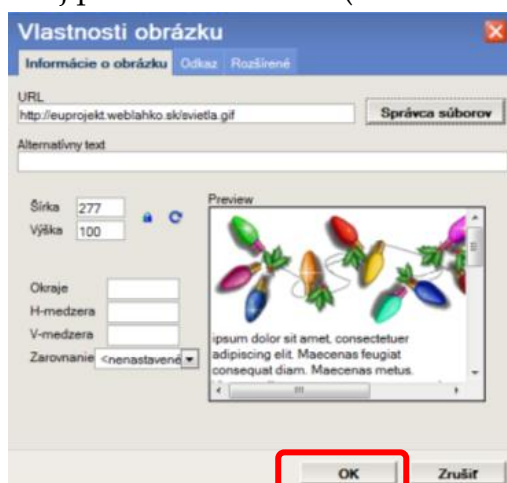 Vlastnosti obrázku
Informácie o obrázku Odkaz Rozšírené
URL
http://euprojekt.weblahko.sk/svietla.gif
Správca súborov
Alternatívny text
Šírka 277
Výška 100
Okraje
H-medzera
V-medzera
Zarovnanie <nenastavené
Preview
ipsum dolor sit amet, consectetuer
adipiscing elit. Maecenas feugiat
consequat diam. Maecenas metus.
OK Zrušiť